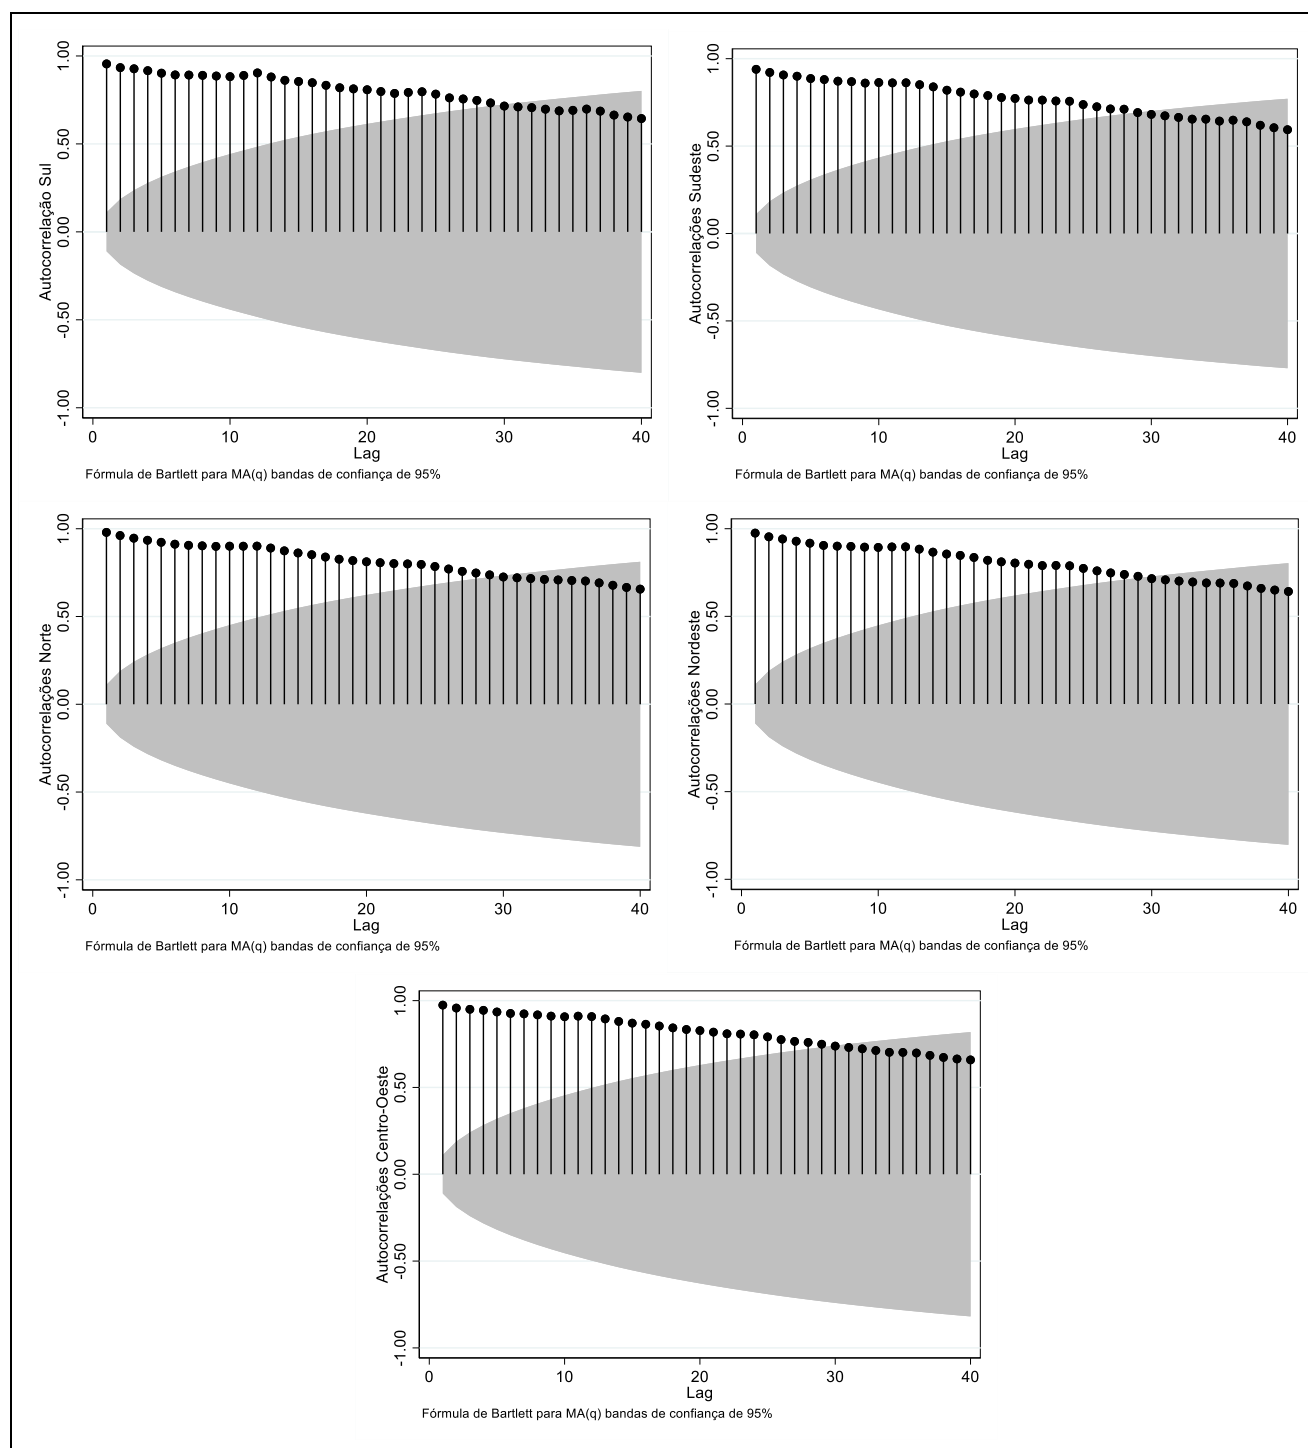 Autocorrelação Sul
1.00
0.50
0.00
-0.50
-1.00
0 10 20 30 40
Lag
Fórmula de Bartlett para MA(q) bandas de confiança de 95%
Autocorrelações Sudeste
1.00
0.50
0.00
-0.50
-1.00
0 10 20 30 40
Lag
Fórmula de Bartlett para MA(q) bandas de confiança de 95%
Autocorrelações Norte
1.00
0.50
0.00
-0.50
-1.00
0 10 20 30 40
Lag
Fórmula de Bartlett para MA(q) bandas de confiança de 95%
Autocorrelações Nordeste
1.00
0.50
0.00
-0.50
-1.00
0 10 20 30 40
Lag
Fórmula de Bartlett para MA(q) bandas de confiança de 95%
Autocorrelações Centro-Oeste
1.00
0.50
0.00
-0.50
-1.00
0 10 20 30 40
Lag
Fórmula de Bartlett para MA(q) bandas de confiança de 95%